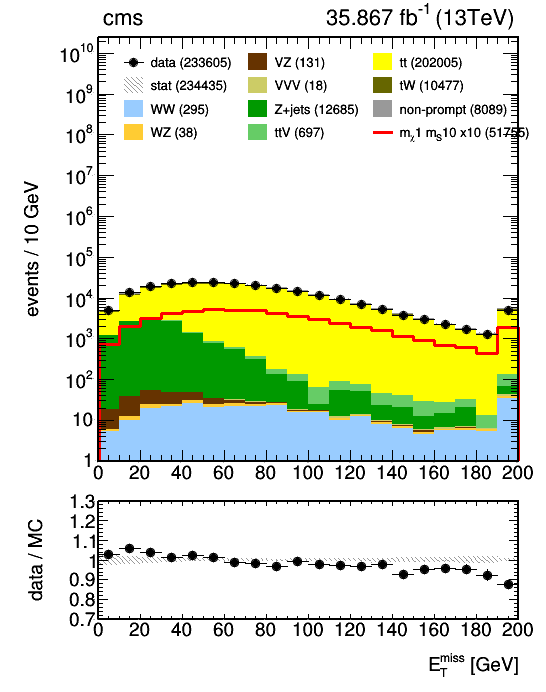 cms 35.867 fb⁻¹ (13TeV)
data (233605) VZ (131) tt (202005)
stat (234435) VVV (18) tW (10477)
WW (295) Z+jets (12685) non-prompt (8089)
WZ (38) ttV (697) mχ1 mS10 x10 (51755)
events / 10 GeV
10¹⁰
10⁹
10⁸
10⁷
10⁶
10⁵
10⁴
10³
10²
10
1
0 20 40 60 80 100 120 140 160 180 200
data / MC
1.3
1.2
1.1
1
0.9
0.8
0.7
0 20 40 60 80 100 120 140 160 180 200
E_T^miss [GeV]